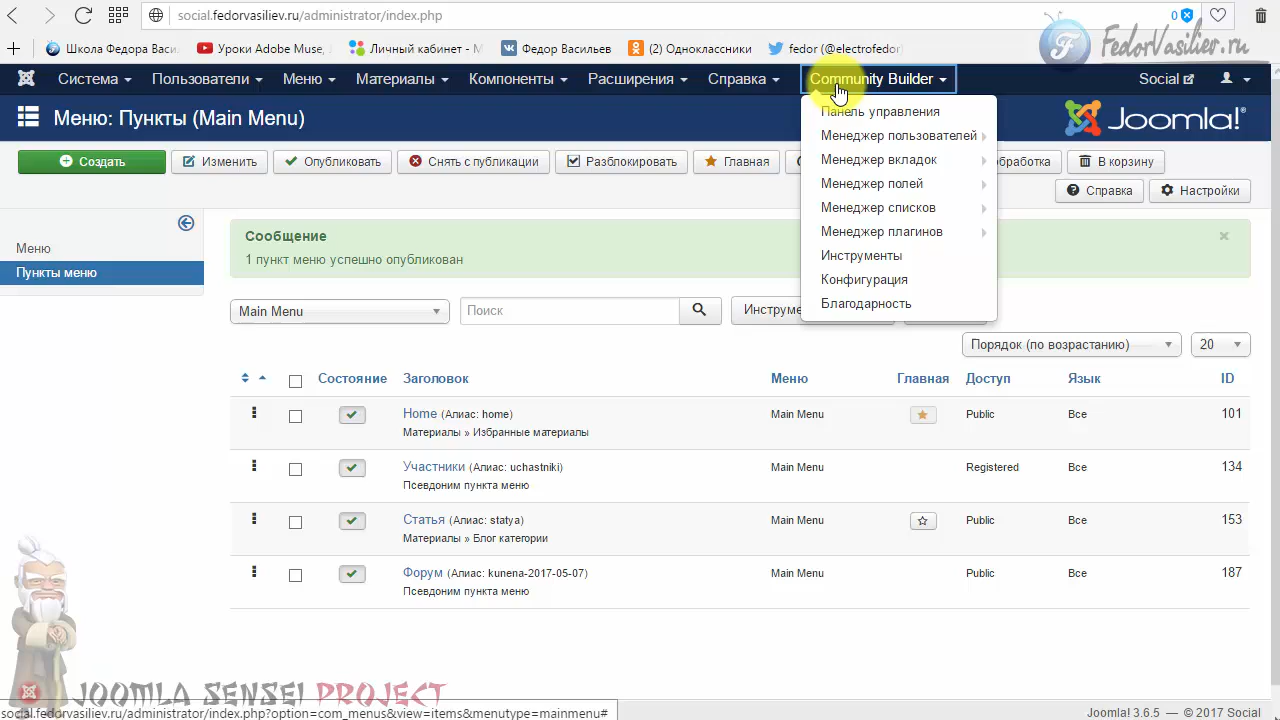 social.fedorvasiliev.ru/administrator/index.php
0
Школа Федора Васи.
Уроки Adobe Muse,
Личный кабинет - М
Федор Васильев
(2) Одноклассники
fedor (@electrofedor)
FedorVasiliev.ru
Система
Пользователи
Меню
Материалы
Компоненты
Расширения
Справка
Community Builder
Social
Меню: Пункты (Main Menu)
Joomla!
Панель управления
Менеджер пользователей
Менеджер вкладок
Менеджер полей
Менеджер списков
Менеджер плагинов
Инструменты
Конфигурация
Благодарность
Создать
Изменить
Опубликовать
Снять с публикации
Разблокировать
Главная
обработка
В корзину
Справка
Настройки
Меню
Пункты меню
Сообщение
1 пункт меню успешно опубликован
Main Menu
Поиск
Инструме
Порядок (по возрастанию)
20
Состояние
Заголовок
Меню
Главная
Доступ
Язык
ID
Home (Алиас: home)
Материалы » Избранные материалы
Main Menu
Public
Все
101
Участники (Алиас: uchastniki)
Псевдоним пункта меню
Main Menu
Registered
Все
134
Статья (Алиас: statya)
Материалы » Блог категории
Main Menu
Public
Все
153
Форум (Алиас: kunena-2017-05-07)
Псевдоним пункта меню
Main Menu
Public
Все
187
JOOMLA SENSEI PROJECT
social.fedorvasiliev.ru/administrator/index.php?option=com_menus&view=items&menutype=mainmenu#
Joomla! 3.6.5 — © 2017 Social